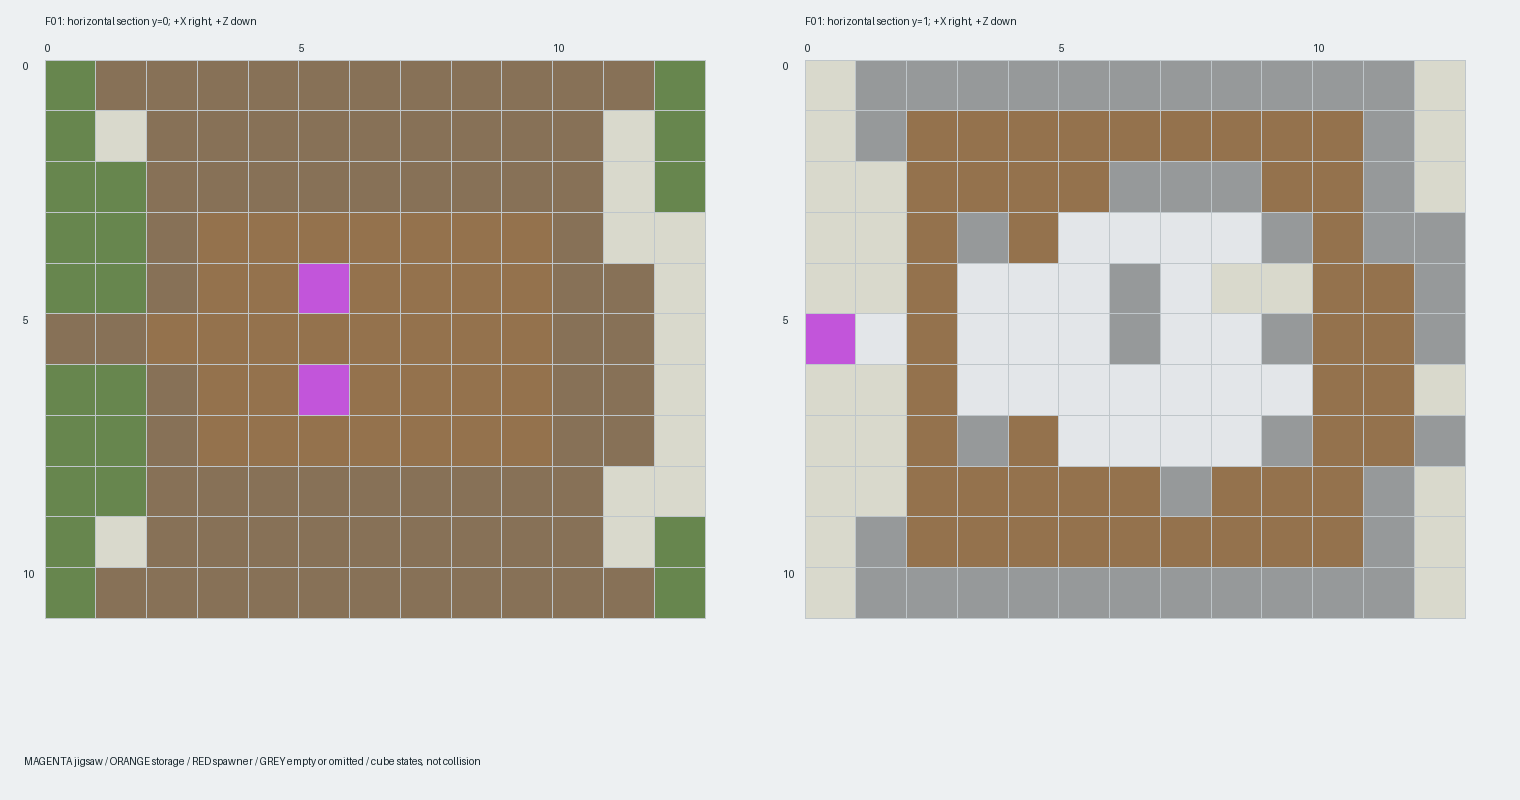 F01: horizontal section y=0; +X right, +Z down
F01: horizontal section y=1; +X right, +Z down
0 5 10
0 5 10
0 0
5 5
10 10
MAGENTA jigsaw / ORANGE storage / RED spawner / GREY empty or omitted / cube states, not collision